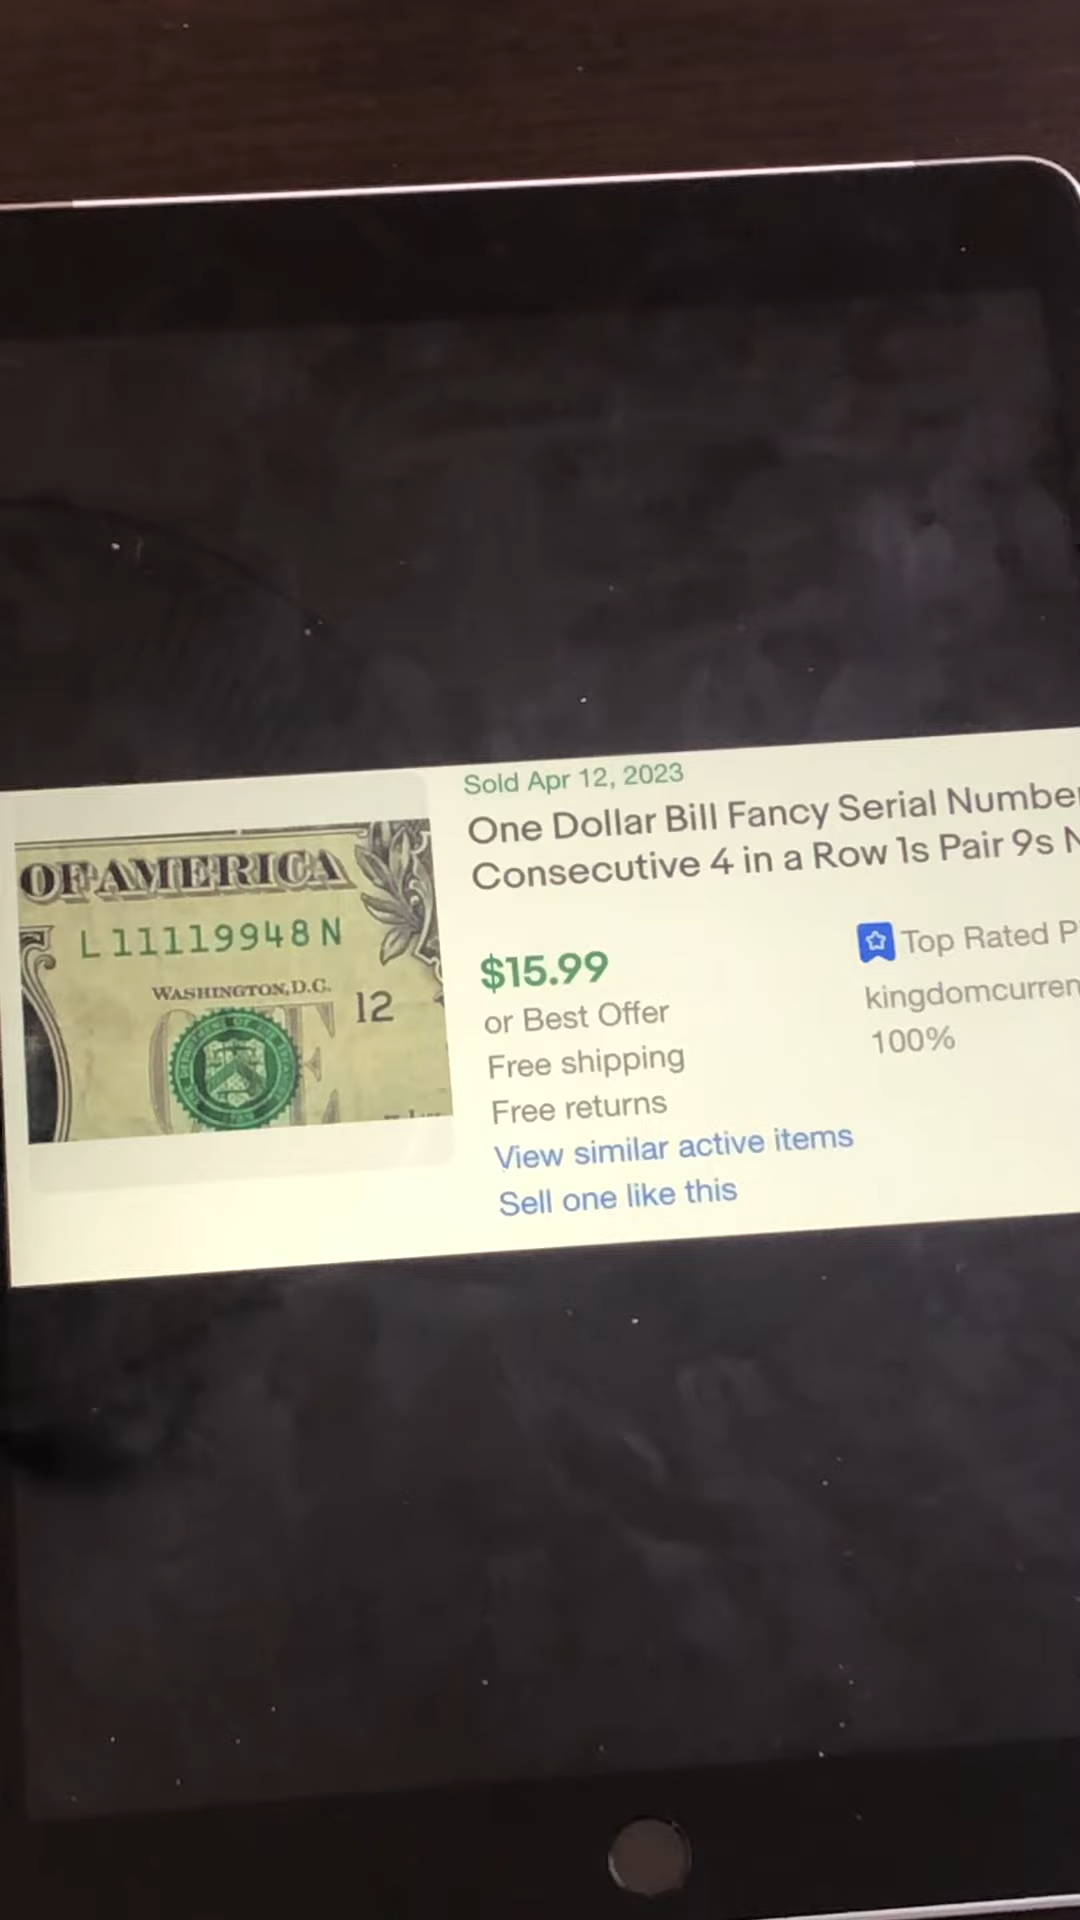 Sold Apr 12, 2023
One Dollar Bill Fancy Serial Number
Consecutive 4 in a Row 1s Pair 9s N
$15.99
or Best Offer
Free shipping
Free returns
View similar active items
Sell one like this
Top Rated P
kingdomcurren
100%
OF AMERICA
L 11119948 N
WASHINGTON, D.C.
12